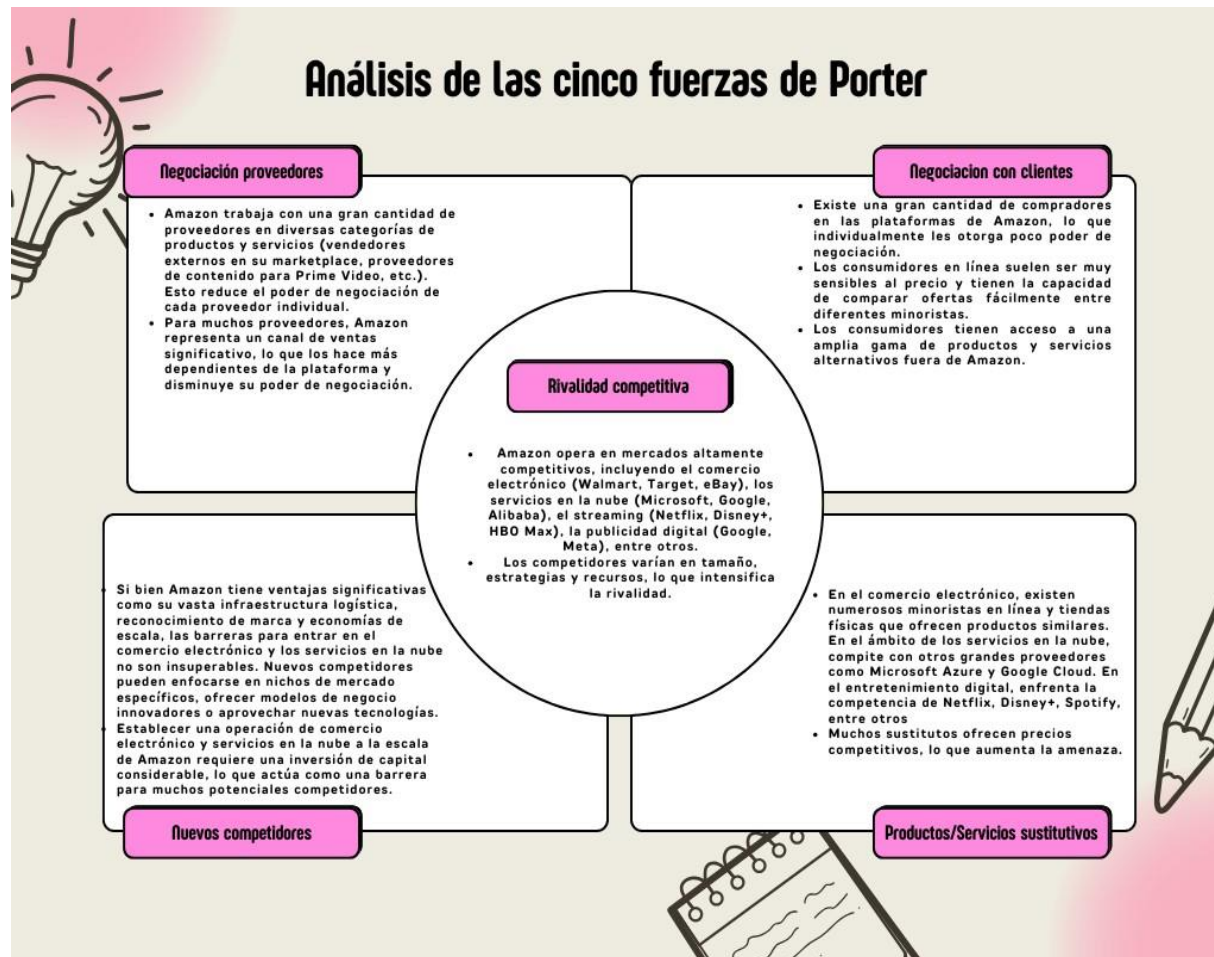 Análisis de las cinco fuerzas de Porter
Negociación proveedores
• Amazon trabaja con una gran cantidad de
proveedores en diversas categorías de
productos y servicios (vendedores
externos en su marketplace, proveedores
de contenido para Prime Video, etc.).
Esto reduce el poder de negociación de
cada proveedor individual.
• Para muchos proveedores, Amazon
representa un canal de ventas
significativo, lo que los hace más
dependientes de la plataforma y
disminuye su poder de negociación.
Negociacion con clientes
• Existe una gran cantidad de compradores
en las plataformas de Amazon, lo que
individualmente les otorga poco poder de
negociación.
• Los consumidores en línea suelen ser muy
sensibles al precio y tienen la capacidad
de comparar ofertas fácilmente entre
diferentes minoristas.
• Los consumidores tienen acceso a una
amplia gama de productos y servicios
alternativos fuera de Amazon.
Rivalidad competitiva
• Amazon opera en mercados altamente
competitivos, incluyendo el comercio
electrónico (Walmart, Target, eBay), los
servicios en la nube (Microsoft, Google,
Alibaba), el streaming (Netflix, Disney+,
HBO Max), la publicidad digital (Google,
Meta), entre otros.
• Los competidores varían en tamaño,
estrategias y recursos, lo que intensifica
la rivalidad.
• Si bien Amazon tiene ventajas significativas
como su vasta infraestructura logística,
reconocimiento de marca y economías de
escala, las barreras para entrar en el
comercio electrónico y los servicios en la nube
no son insuperables. Nuevos competidores
pueden enfocarse en nichos de mercado
específicos, ofrecer modelos de negocio
innovadores o aprovechar nuevas tecnologías.
• Establecer una operación de comercio
electrónico y servicios en la nube a la escala
de Amazon requiere una inversión de capital
considerable, lo que actúa como una barrera
para muchos potenciales competidores.
Nuevos competidores
• En el comercio electrónico, existen
numerosos minoristas en línea y tiendas
físicas que ofrecen productos similares.
En el ámbito de los servicios en la nube,
compite con otros grandes proveedores
como Microsoft Azure y Google Cloud. En
el entretenimiento digital, enfrenta la
competencia de Netflix, Disney+, Spotify,
entre otros
• Muchos sustitutos ofrecen precios
competitivos, lo que aumenta la amenaza.
Productos/Servicios sustitutivos